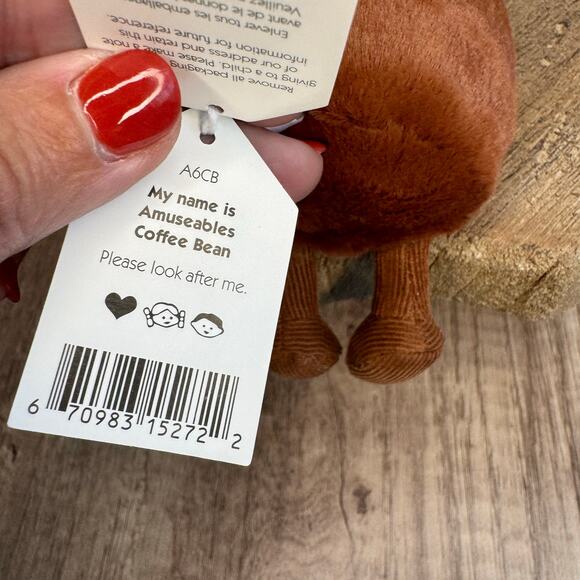 Remove all packaging
giving to a child. Please make a note
of our address and retain this
information for future reference.
Enlever tous les emballages
avant de le donner
Veuillez
A6CB
My name is
Amuseables
Coffee Bean
Please look after me.
6 70983 15272 2